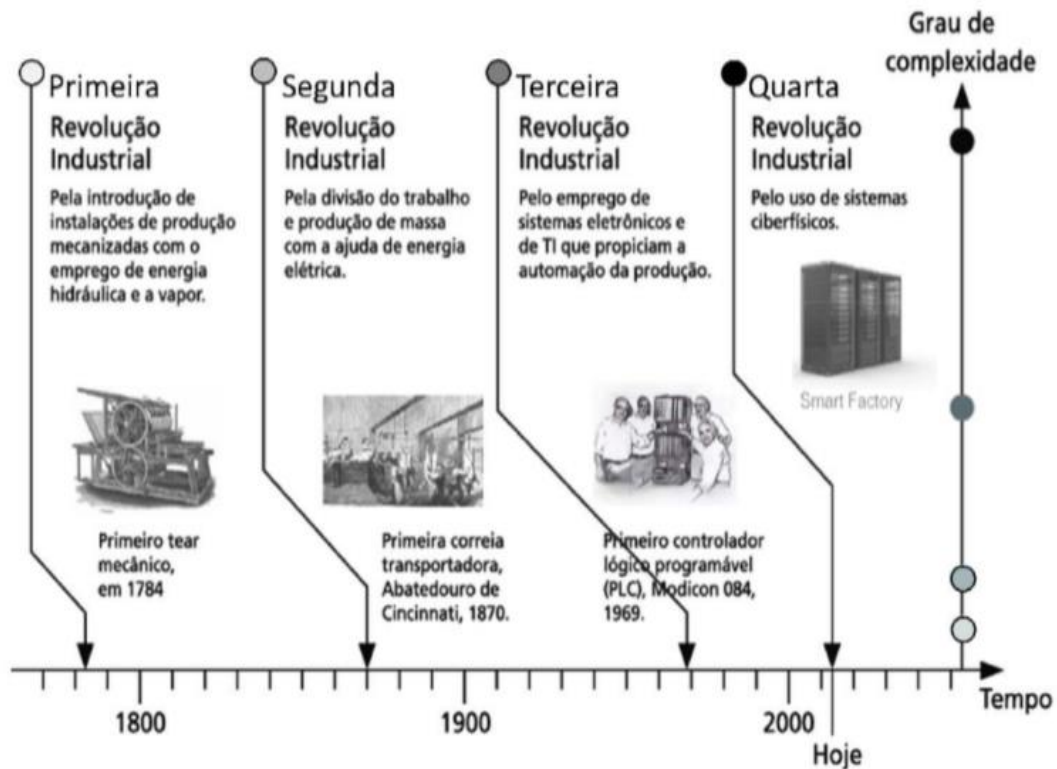 Grau de
complexidade
Primeira
Revolução
Industrial
Pela introdução de
instalações de produção
mecanizadas com o
emprego de energia
hidráulica e a vapor.
Primeiro tear
mecânico,
em 1784
Segunda
Revolução
Industrial
Pela divisão do trabalho
e produção de massa
com a ajuda de energia
elétrica.
Primeira correia
transportadora,
Abatedouro de
Cincinnati, 1870.
Terceira
Revolução
Industrial
Pelo emprego de
sistemas eletrônicos e
de TI que propiciam a
automação da produção.
Primeiro controlador
lógico programável
(PLC), Modicon 084,
1969.
Quarta
Revolução
Industrial
Pelo uso de sistemas
ciberfísicos.
Smart Factory
1800
1900
2000
Hoje
Tempo